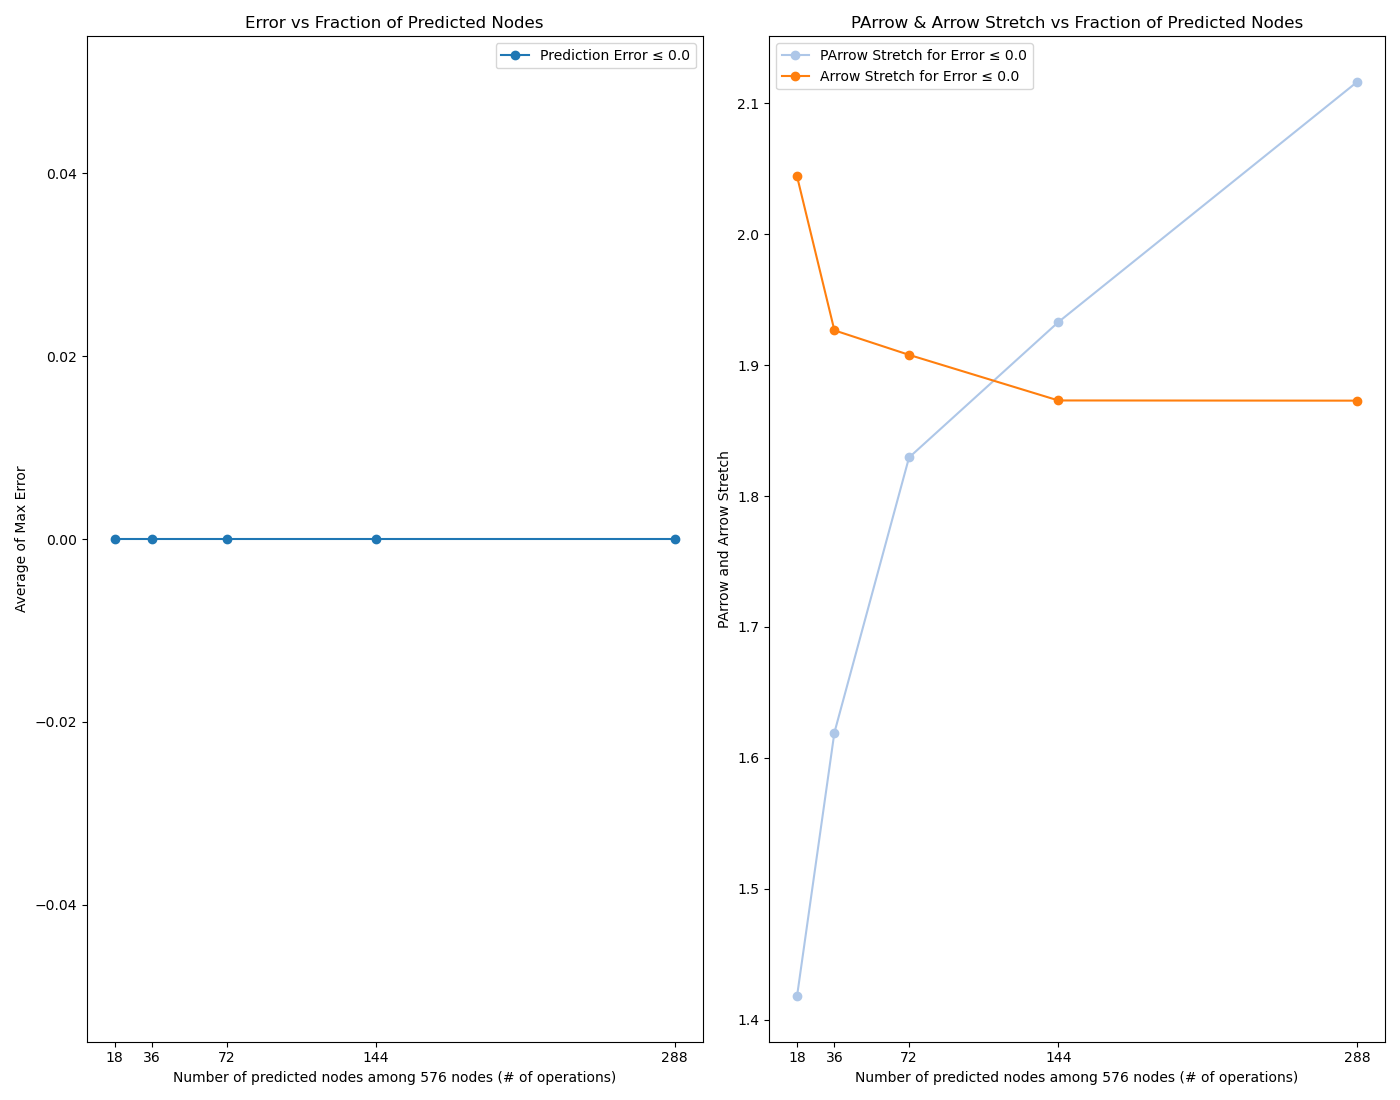 Error vs Fraction of Predicted Nodes
Prediction Error ≤ 0.0
Average of Max Error
0.04
0.02
0.00
−0.02
−0.04
18 36 72 144 288
Number of predicted nodes among 576 nodes (# of operations)
PArrow & Arrow Stretch vs Fraction of Predicted Nodes
PArrow Stretch for Error ≤ 0.0
Arrow Stretch for Error ≤ 0.0
PArrow and Arrow Stretch
2.1
2.0
1.9
1.8
1.7
1.6
1.5
1.4
18 36 72 144 288
Number of predicted nodes among 576 nodes (# of operations)